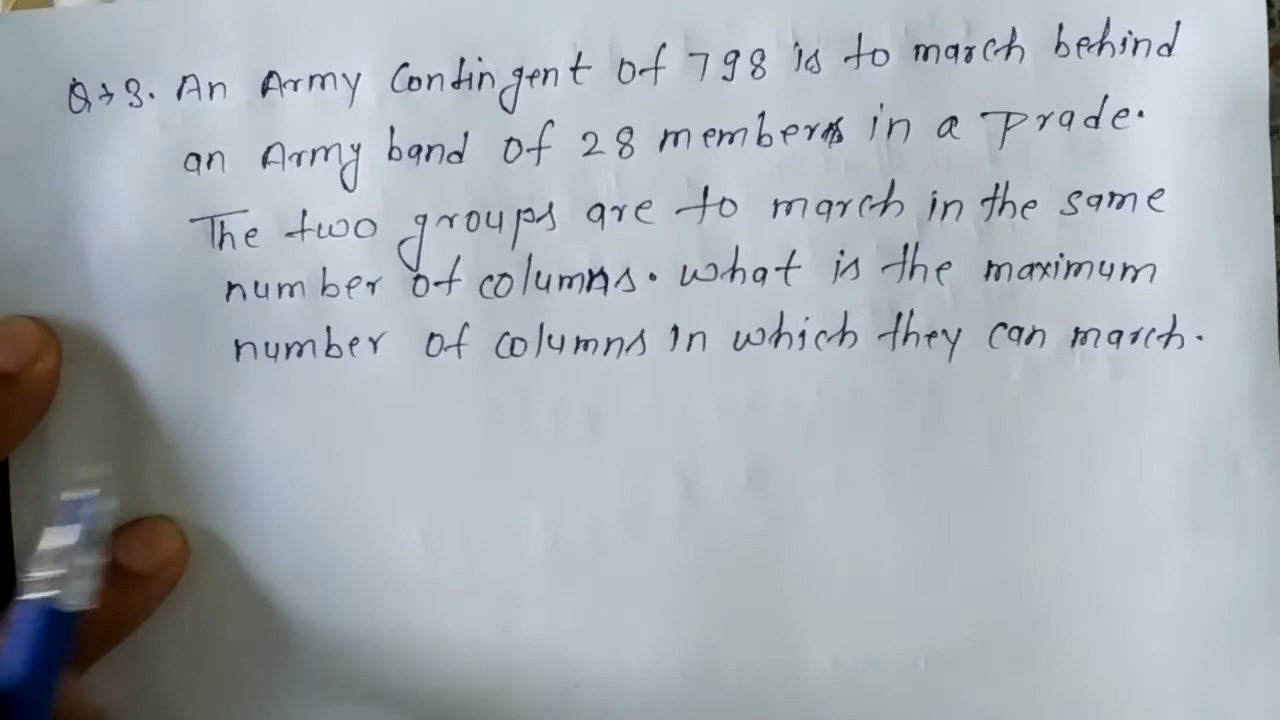 Q→3. An Army Contingent of 798 is to march behind
an Army band of 28 members in a Prade.
The two groups are to march in the same
number of columns. what is the maximum
number of columns in which they can march.